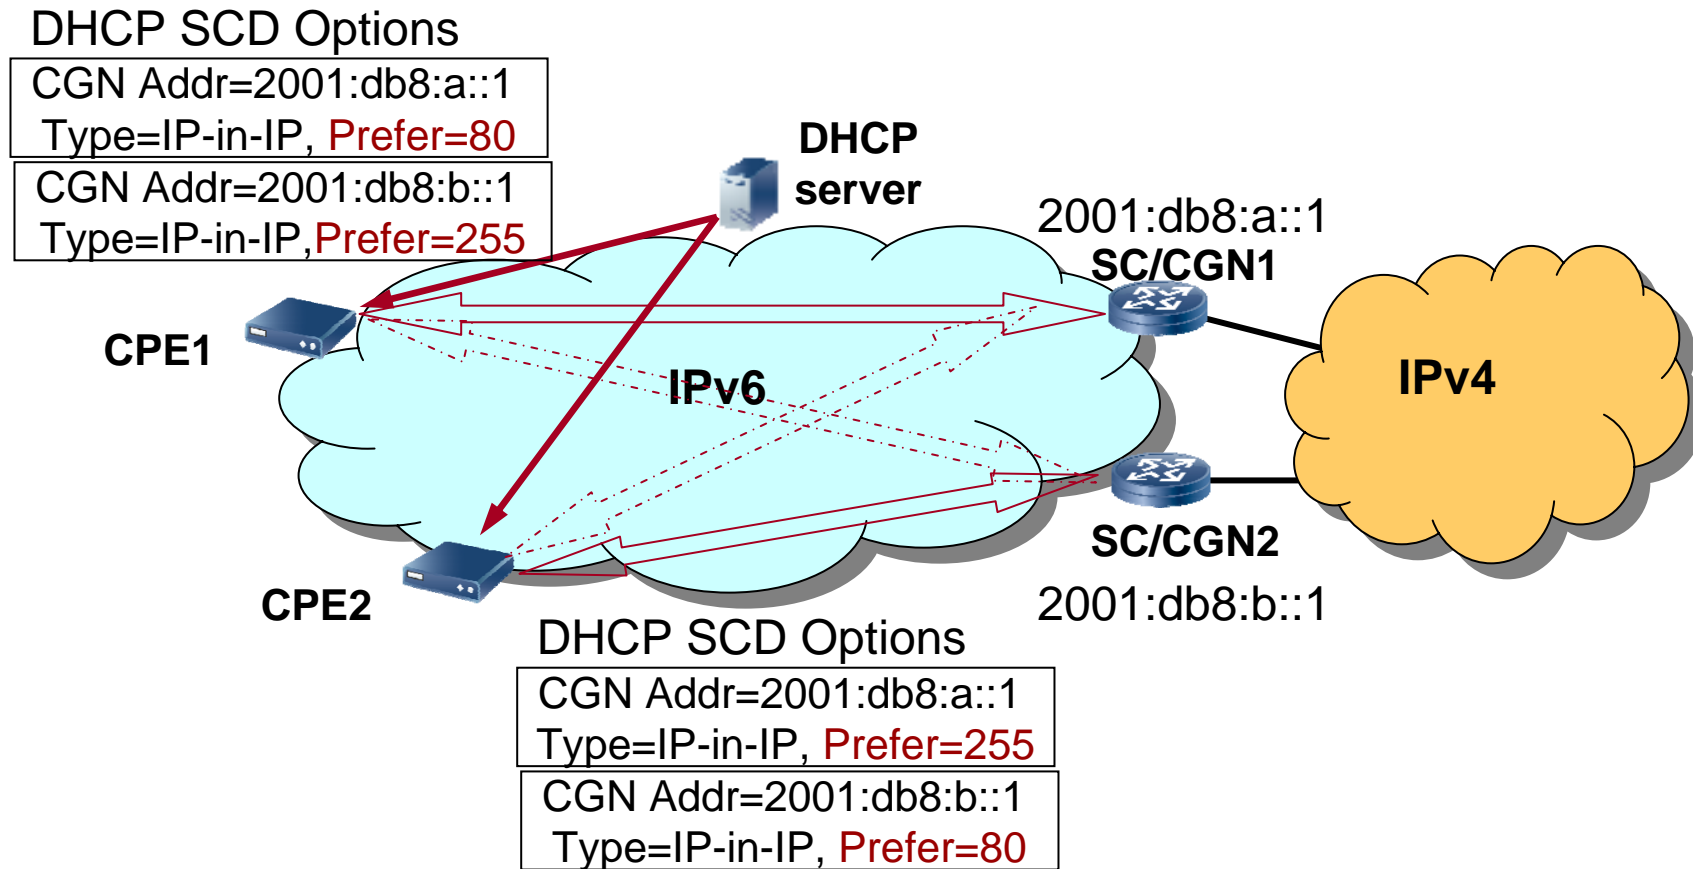 DHCP SCD Options
CGN Addr=2001:db8:a::1
Type=IP-in-IP, Prefer=80
CGN Addr=2001:db8:b::1
Type=IP-in-IP,Prefer=255
DHCP
server
2001:db8:a::1
SC/CGN1
CPE1
IPv6
IPv4
SC/CGN2
2001:db8:b::1
CPE2
DHCP SCD Options
CGN Addr=2001:db8:a::1
Type=IP-in-IP, Prefer=255
CGN Addr=2001:db8:b::1
Type=IP-in-IP, Prefer=80